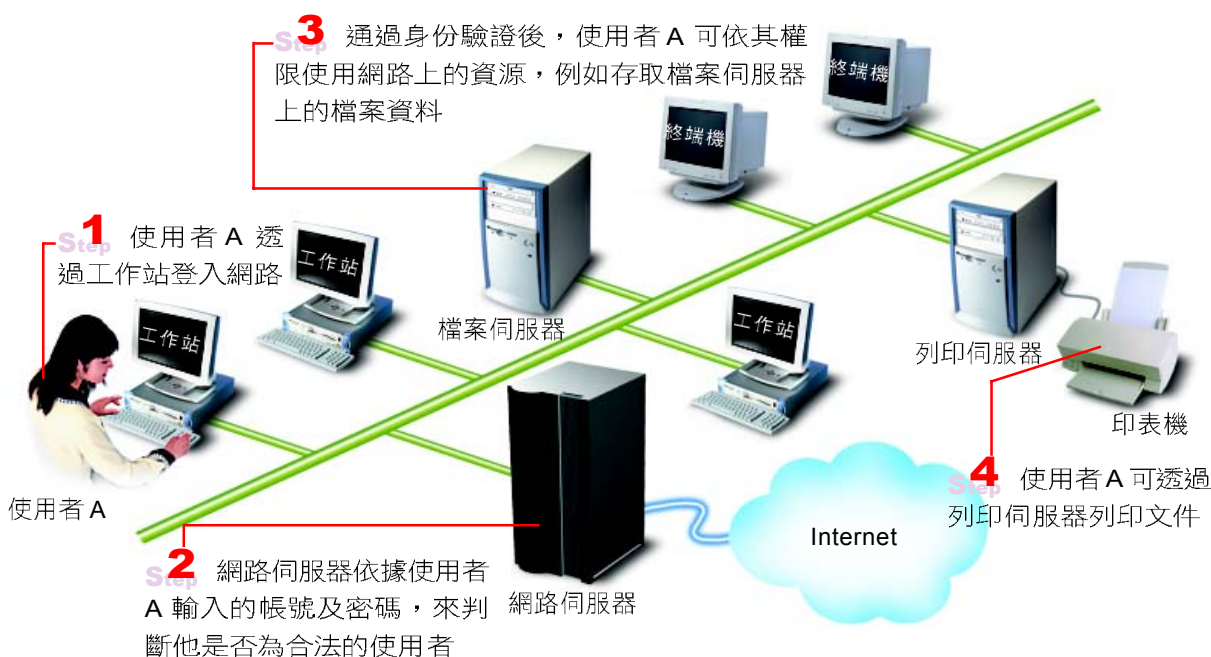 Step 3 通過身份驗證後，使用者 A 可依其權
限使用網路上的資源，例如存取檔案伺服器
上的檔案資料
終端機
終端機
Step 1 使用者 A 透
過工作站登入網路
工作站
工作站
檔案伺服器
工作站
列印伺服器
印表機
使用者 A
Step 4 使用者 A 可透過
列印伺服器列印文件
Internet
Step 2 網路伺服器依據使用者
A 輸入的帳號及密碼，來判
斷他是否為合法的使用者
網路伺服器